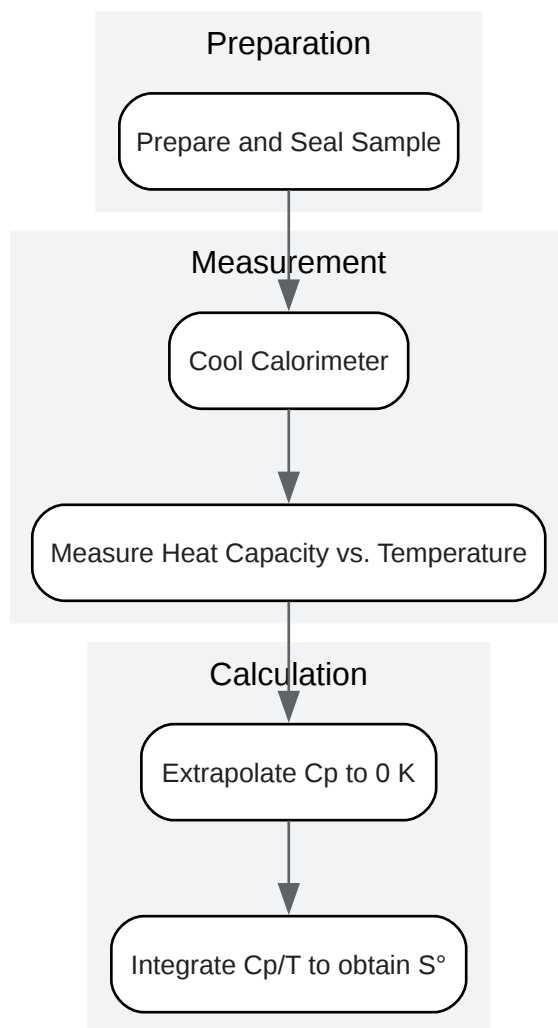 Preparation
Prepare and Seal Sample
Measurement
Cool Calorimeter
Measure Heat Capacity vs. Temperature
Calculation
Extrapolate Cp to 0 K
Integrate Cp/T to obtain S°